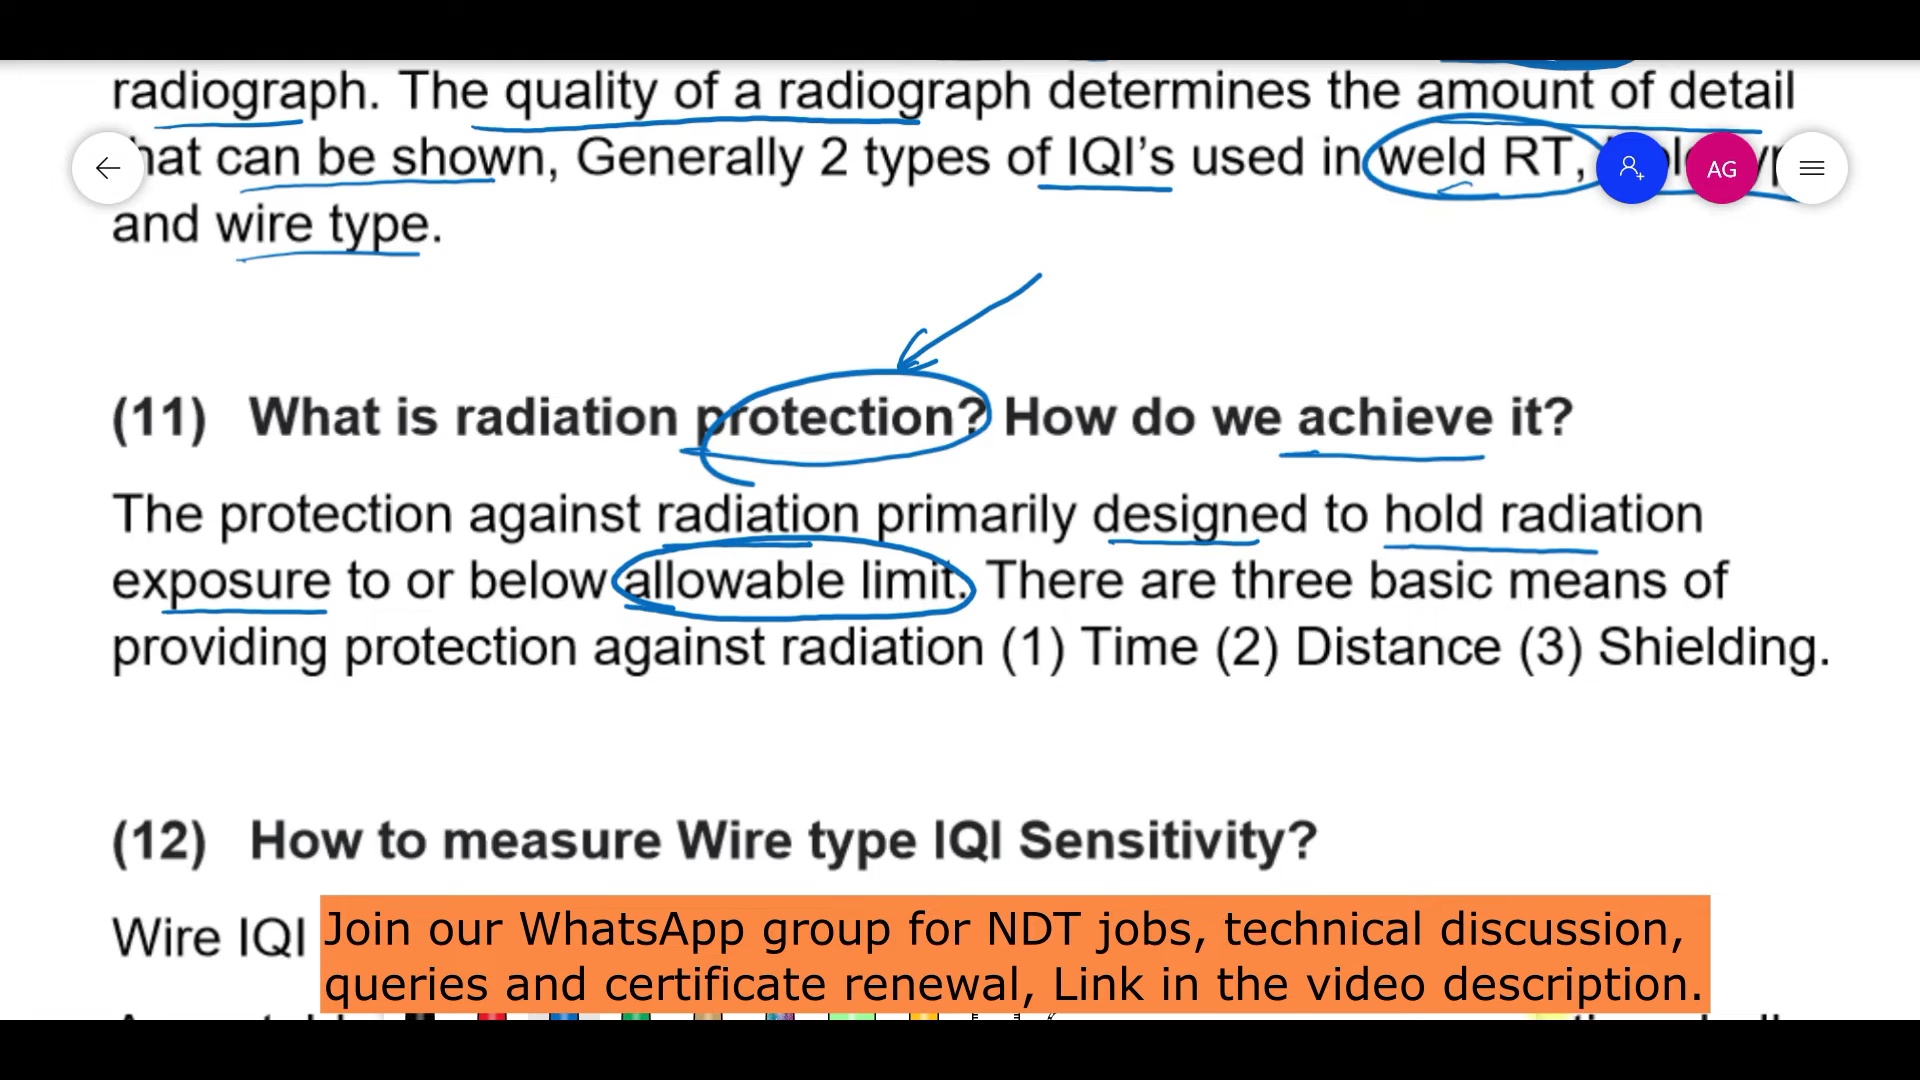 radiograph. The quality of a radiograph determines the amount of detail
hat can be shown, Generally 2 types of IQI's used in weld RT,
AG
and wire type.
(11) What is radiation protection? How do we achieve it?
The protection against radiation primarily designed to hold radiation
exposure to or below allowable limit. There are three basic means of
providing protection against radiation (1) Time (2) Distance (3) Shielding.
(12) How to measure Wire type IQI Sensitivity?
Wire IQI
Join our WhatsApp group for NDT jobs, technical discussion,
queries and certificate renewal, Link in the video description.